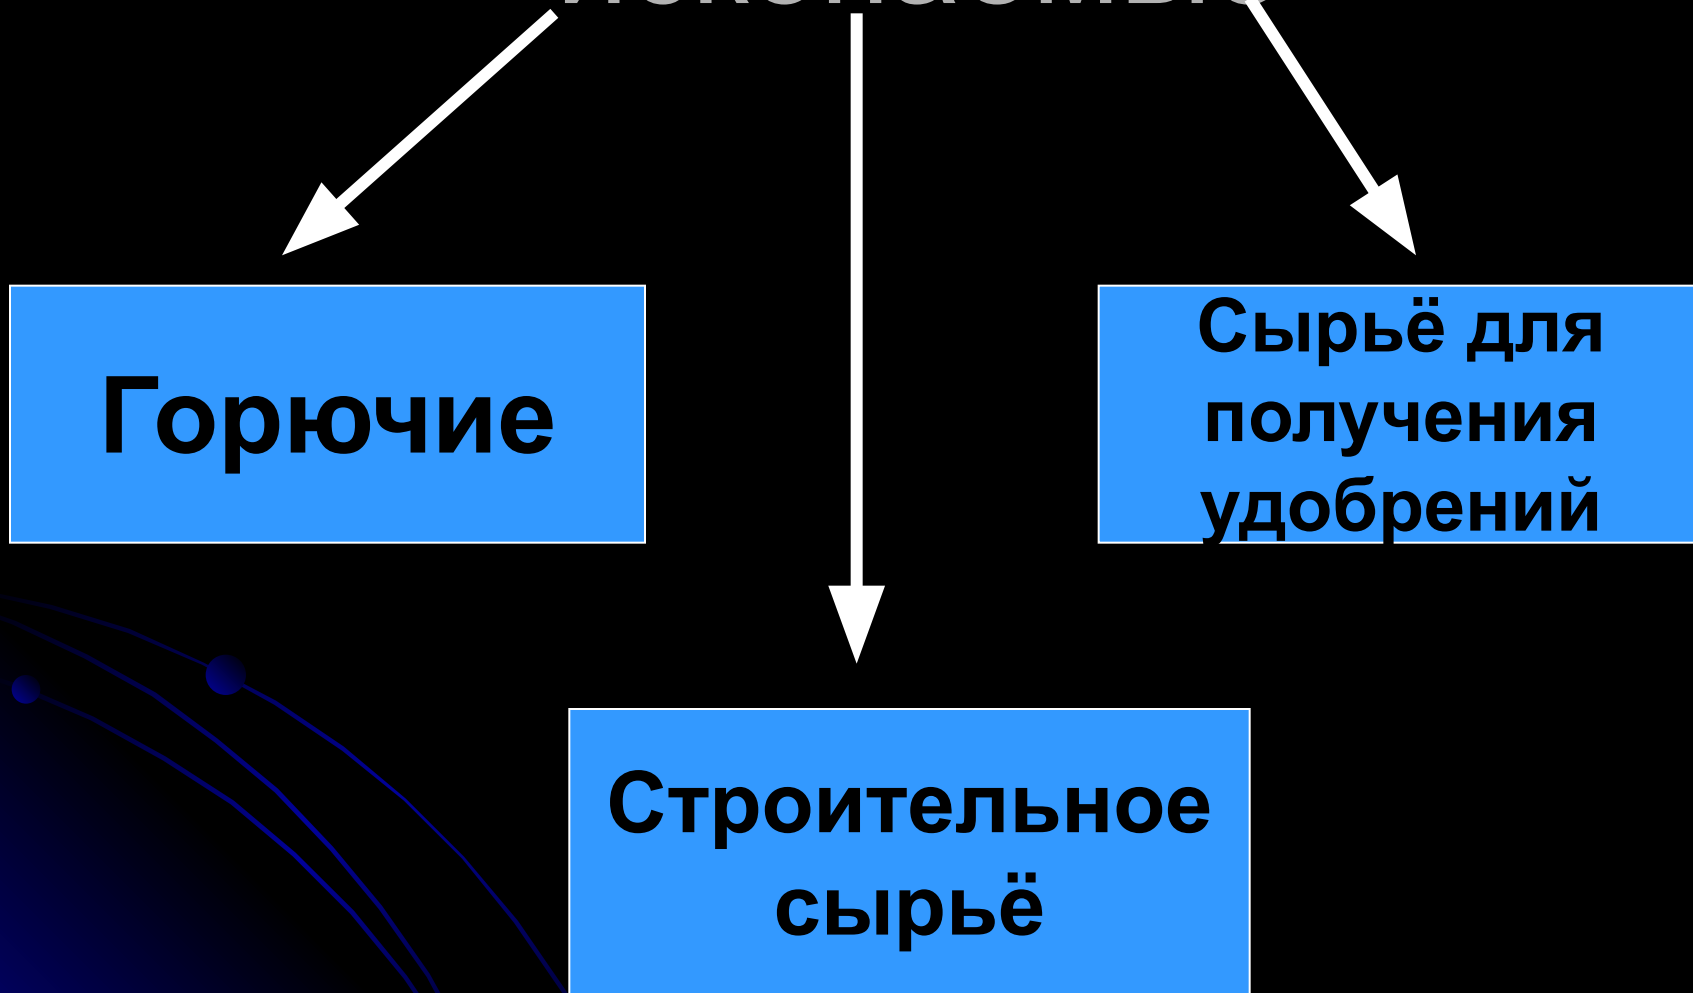 Горючие
Сырьё для
получения
удобрений
Строительное
сырьё